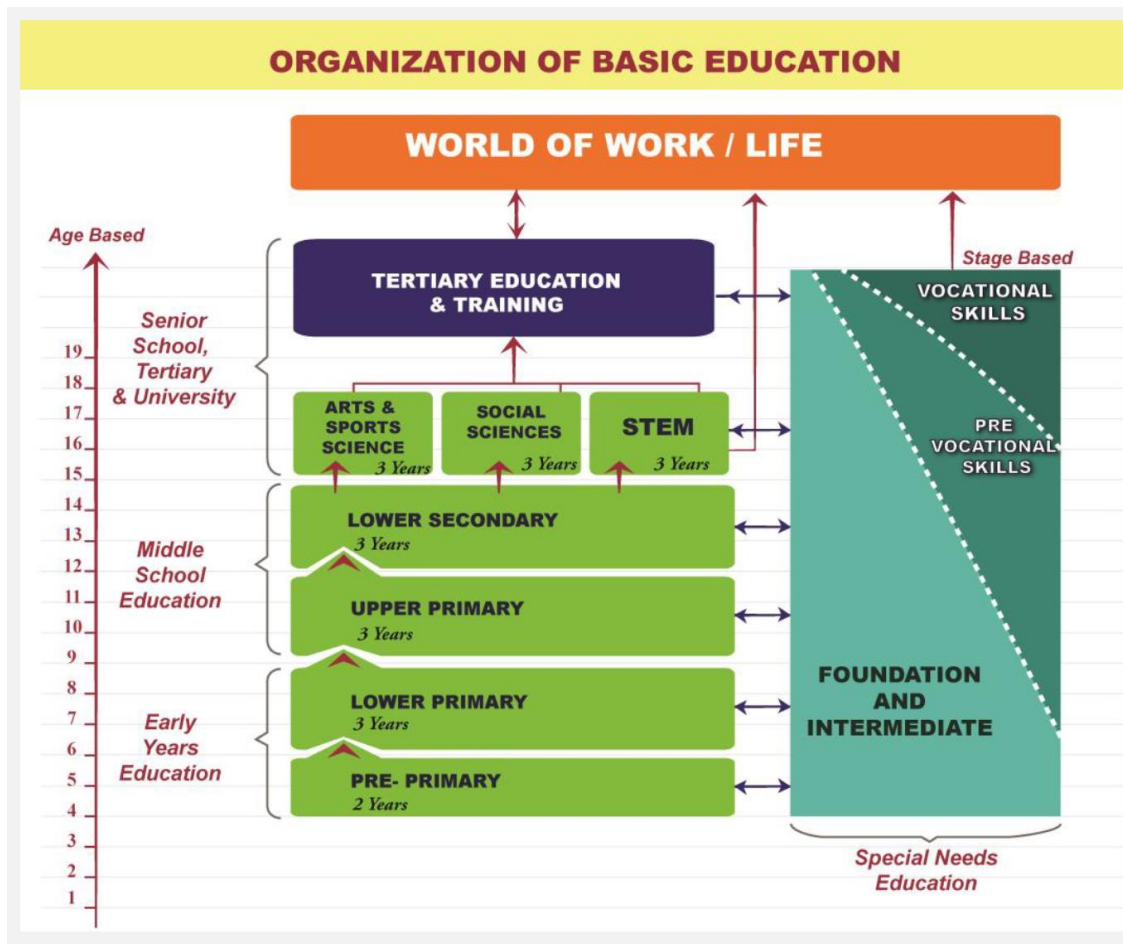 ORGANIZATION OF BASIC EDUCATION
WORLD OF WORK / LIFE
Age Based
Stage Based
TERTIARY EDUCATION
& TRAINING
VOCATIONAL
SKILLS
Senior
School,
Tertiary
& University
19
18
17
16
15
14
13
12
11
10
9
8
7
6
5
4
3
2
1
ARTS &
SPORTS
SCIENCE
3 Years
SOCIAL
SCIENCES
3 Years
STEM
3 Years
PRE
VOCATIONAL
SKILLS
Middle
School
Education
LOWER SECONDARY
3 Years
UPPER PRIMARY
3 Years
Early
Years
Education
LOWER PRIMARY
3 Years
PRE- PRIMARY
2 Years
FOUNDATION
AND
INTERMEDIATE
Special Needs
Education